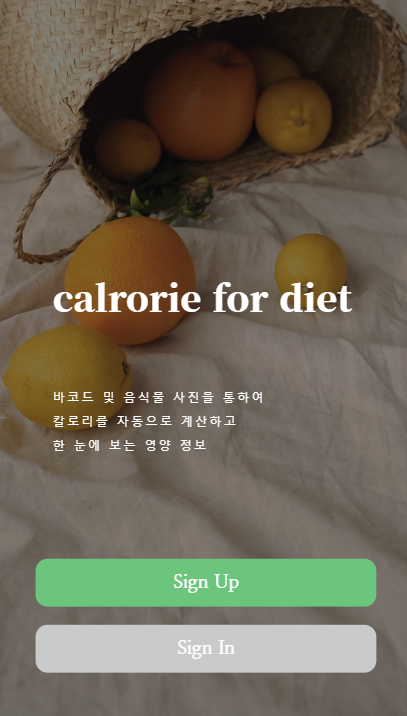 calrorie for diet
바코드 및 음식물 사진을 통하여
칼로리를 자동으로 계산하고
한 눈에 보는 영양 정보
Sign Up
Sign In